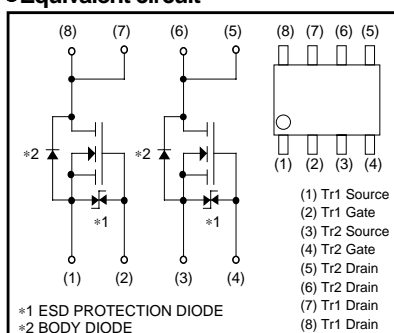 ●Equivalent circuit
(8) (7) (6) (5)
(8) (7) (6) (5)
∗2 ∗2
∗1 ∗1
(1) (2) (3) (4)
(1) (2) (3) (4)
(1) Tr1 Source
(2) Tr1 Gate
(3) Tr2 Source
(4) Tr2 Gate
(5) Tr2 Drain
(6) Tr2 Drain
(7) Tr1 Drain
(8) Tr1 Drain
∗1 ESD PROTECTION DIODE
∗2 BODY DIODE